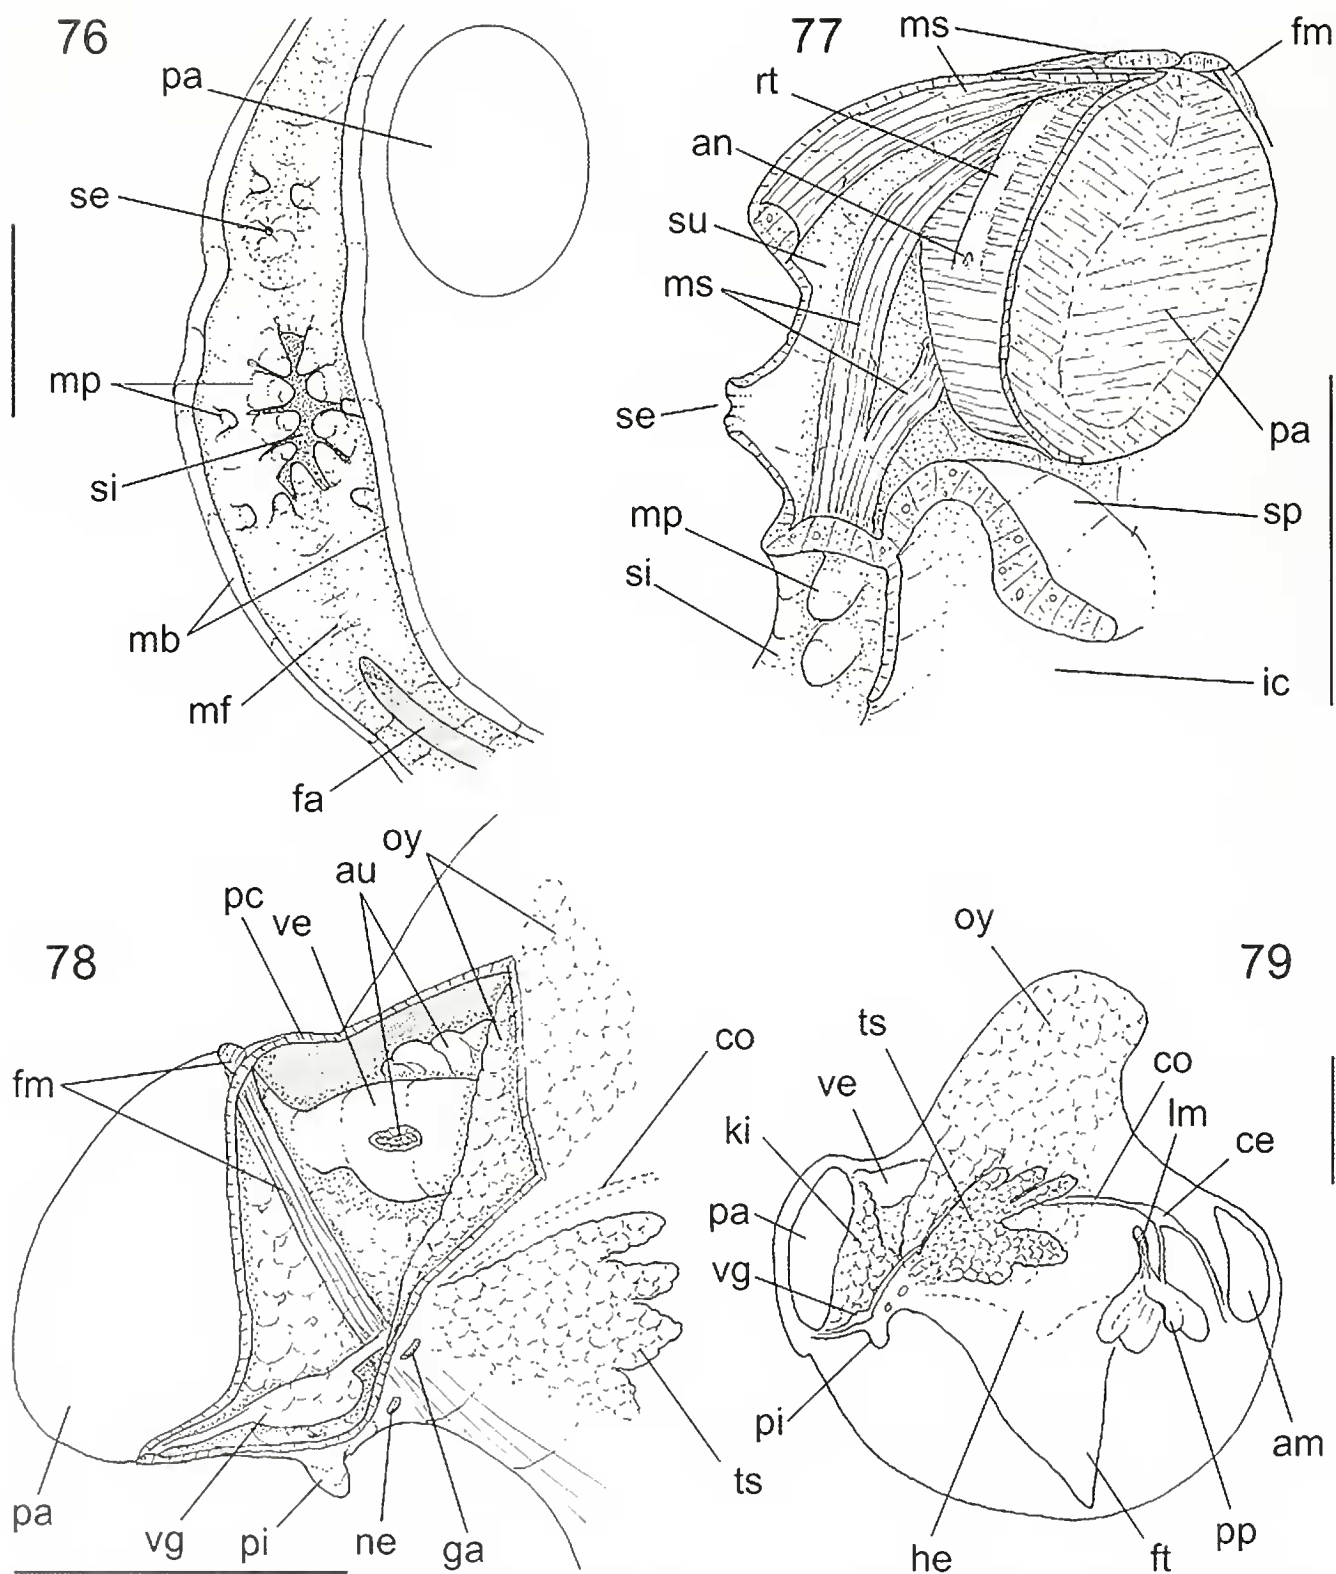 76
pa
se
mp
si
mb
mf
fa
77
ms
fm
rt
an
su
ms
se
mp
si
pa
sp
ic
78
oy
au
pc
ve
fm
co
pa
vg
pi
ne
ga
ts
79
oy
ts
ve
ki
co
lm
ce
pa
vg
pi
he
ft
pp
am